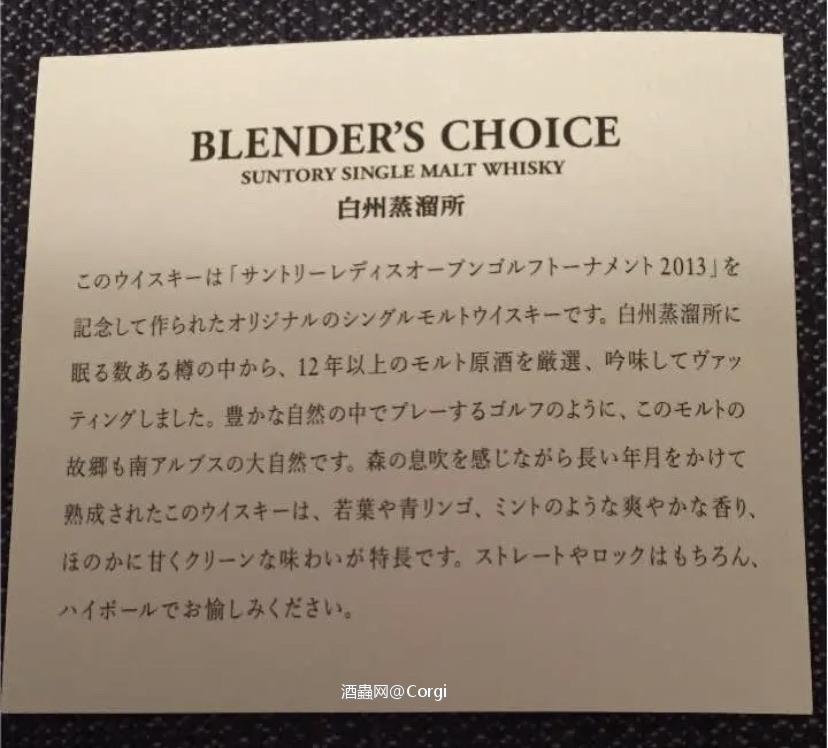 BLENDER'S CHOICE
SUNTORY SINGLE MALT WHISKY
白州蒸溜所
このウイスキーは「サントリーレディスオープンゴルフトーナメント2013」を
記念して作られたオリジナルのシングルモルトウイスキーです。白州蒸溜所に
眠る数ある樽の中から、12年以上のモルト原酒を厳選、吟味してヴァッ
ティングしました。豊かな自然の中でプレーするゴルフのように、このモルトの
故郷も南アルプスの大自然です。森の息吹を感じながら長い年月をかけて
熟成されたこのウイスキーは、若葉や青リンゴ、ミントのような爽やかな香り、
ほのかに甘くクリーンな味わいが特長です。ストレートやロックはもちろん、
ハイボールでお愉しみください。
酒蟲网@Corgi